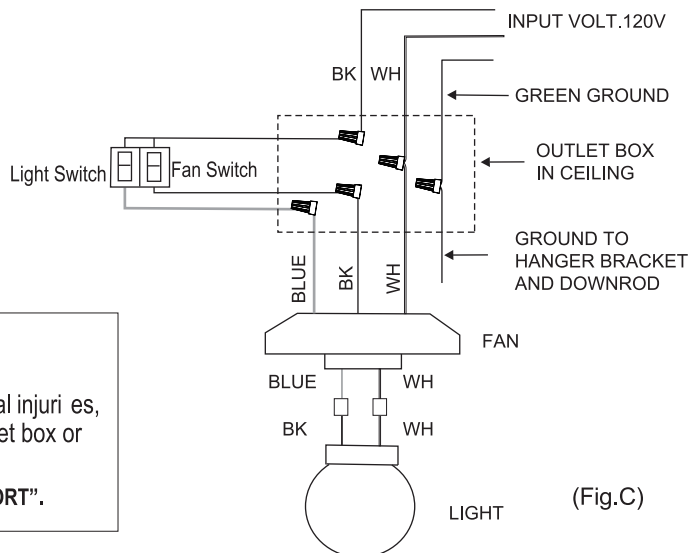 INPUT VOLT.120V
BK WH
GREEN GROUND
OUTLET BOX
IN CEILING
Light Switch
Fan Switch
GROUND TO
HANGER BRACKET
AND DOWNROD
BLUE
BK
WH
FAN
BLUE WH
BK WH
LIGHT
(Fig.C)
al injuri es,
et box or
ORT”.